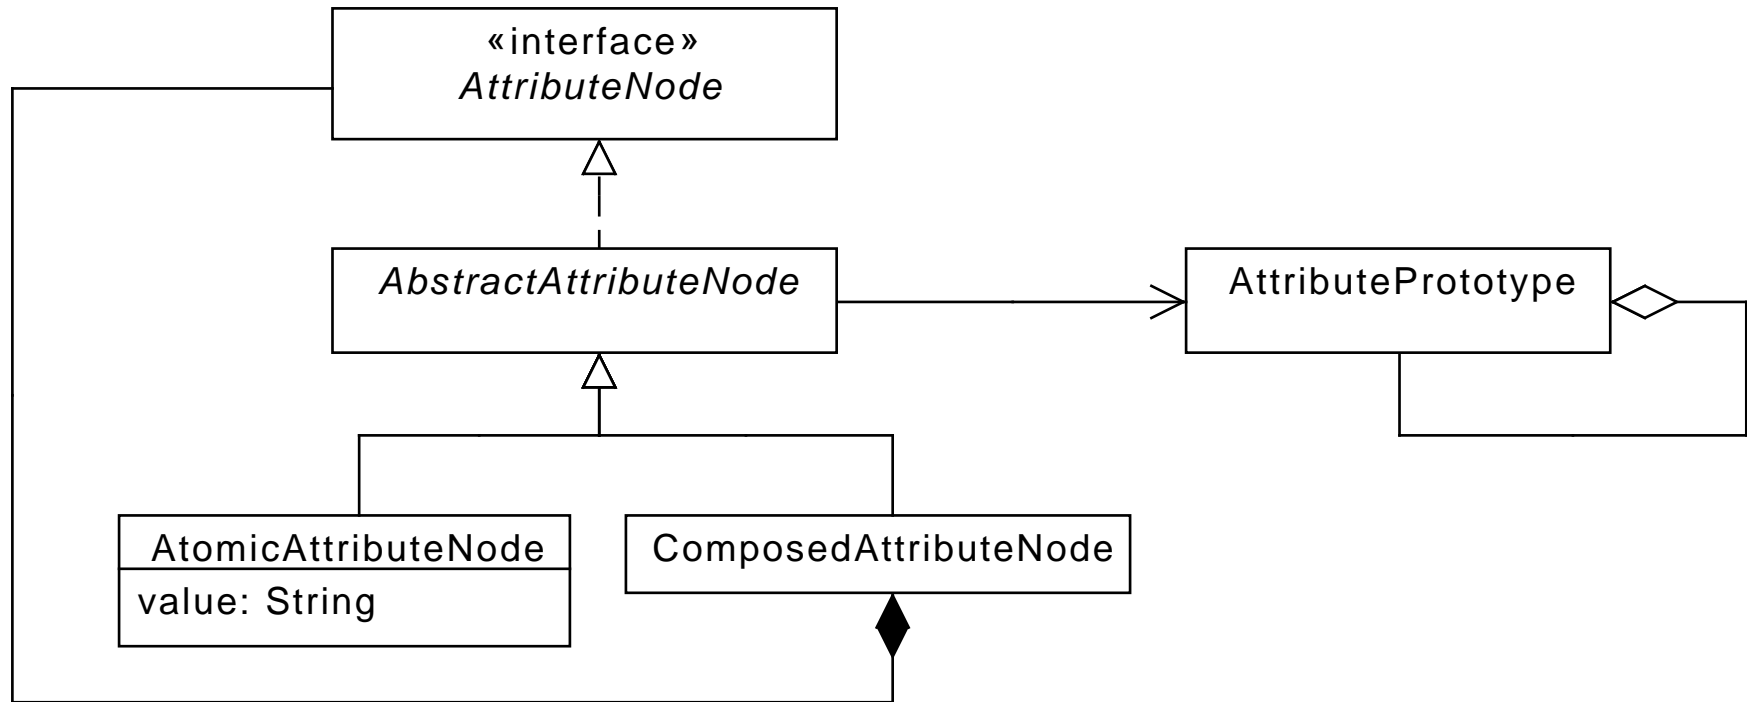 «interface»
AttributeNode
AbstractAttributeNode
AttributePrototype
AtomicAttributeNode
value: String
ComposedAttributeNode